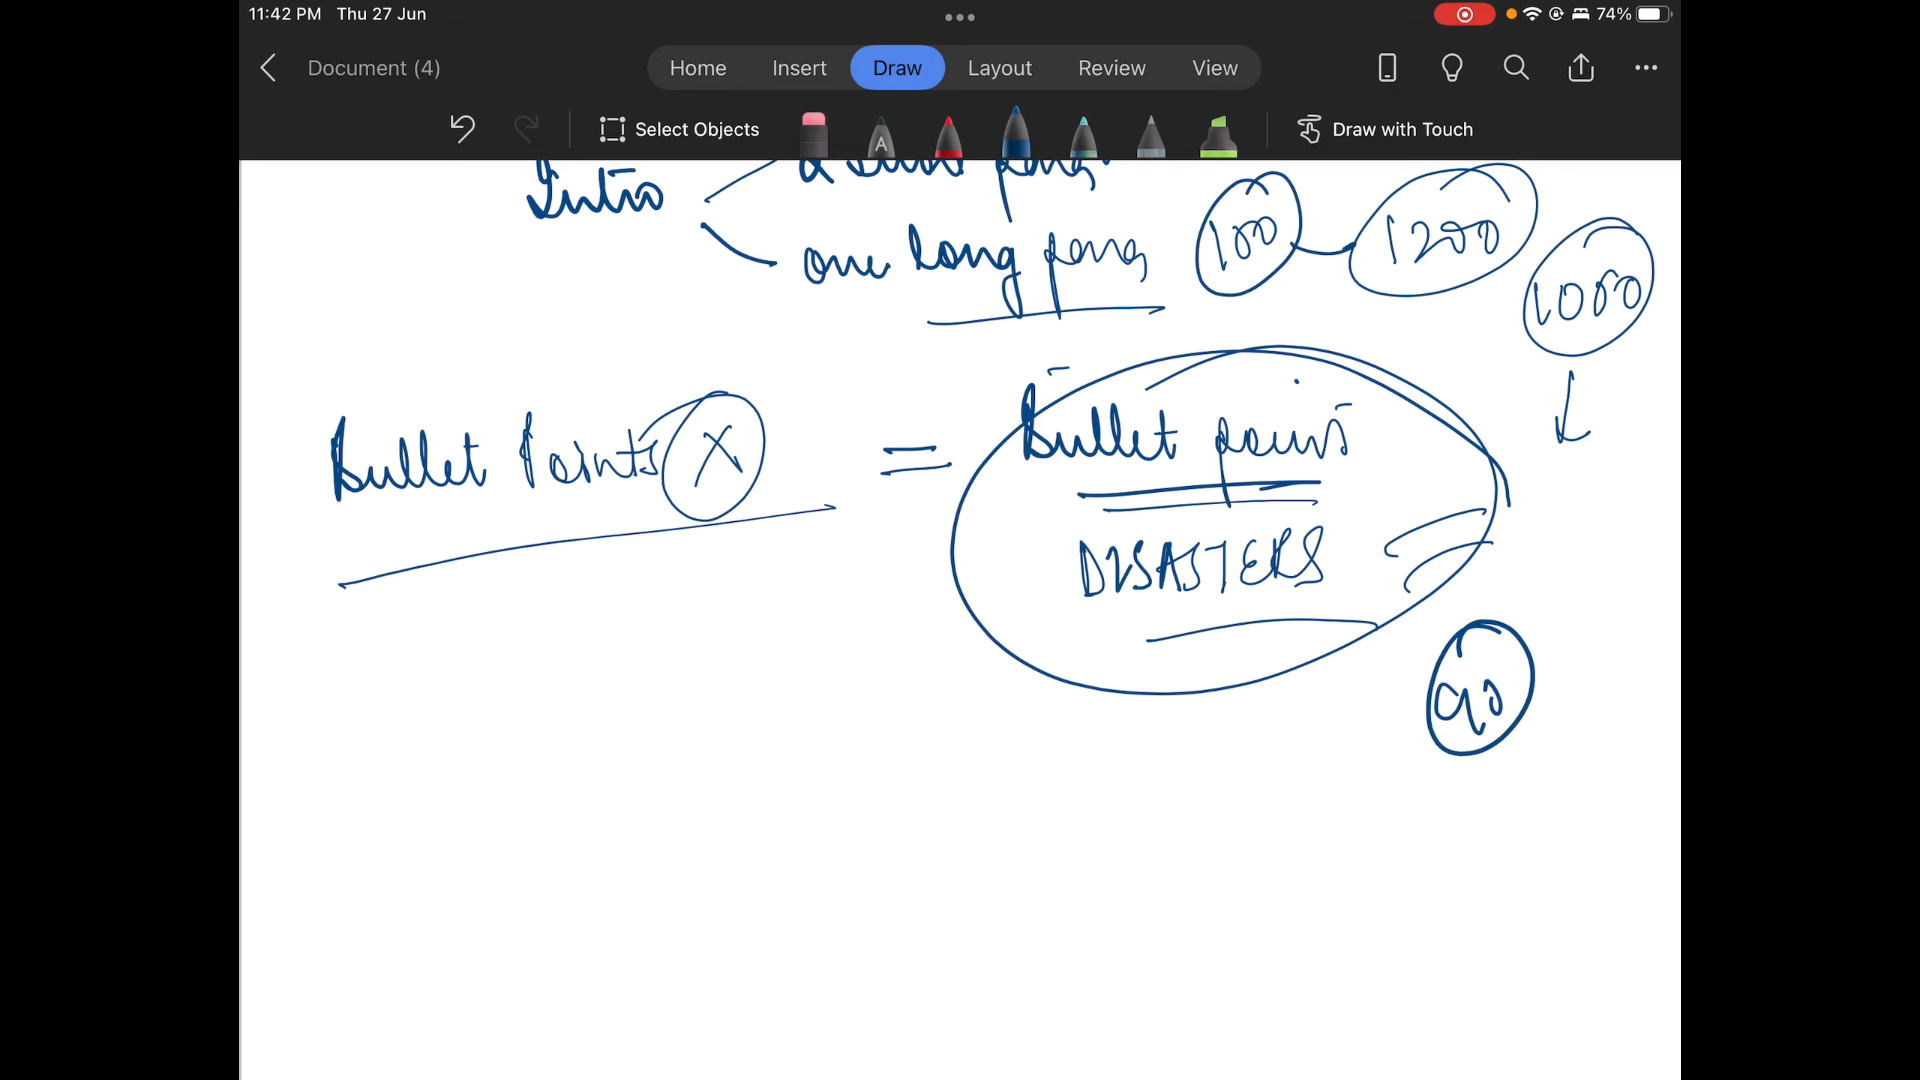 11:42 PM Thu 27 Jun
74%
Document (4)
Home Insert Draw Layout Review View
Select Objects
A
Draw with Touch
Intro
one long para
100
1200
1000
Bullet Points X
=
Bullet points
DISASTERS
90